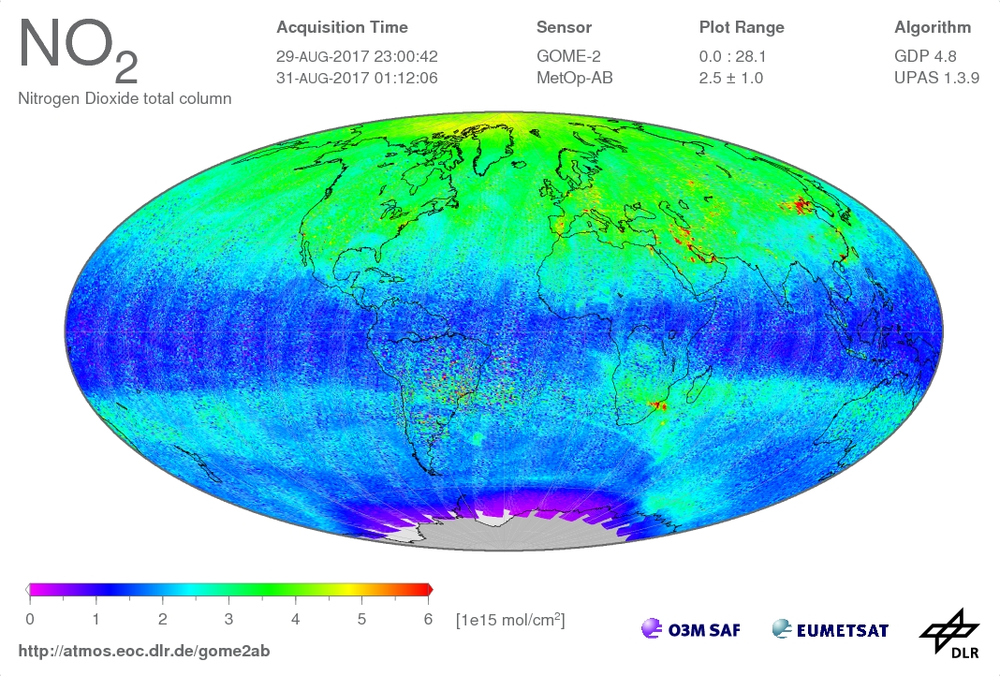 NO2
Nitrogen Dioxide total column
Acquisition Time
29-AUG-2017 23:00:42
31-AUG-2017 01:12:06
Sensor
GOME-2
MetOp-AB
Plot Range
0.0 : 28.1
2.5 ± 1.0
Algorithm
GDP 4.8
UPAS 1.3.9
0 1 2 3 4 5 6 [1e15 mol/cm²]
http://atmos.eoc.dlr.de/gome2ab
O3M SAF
EUMETSAT
DLR